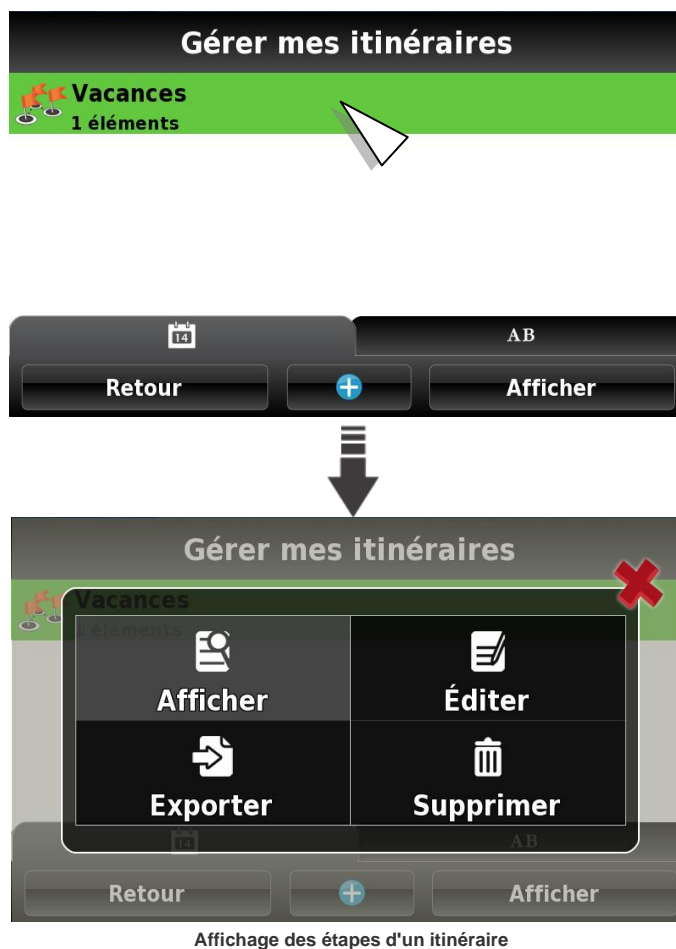 Gérer mes itinéraires
Vacances
1 éléments
14
AB
Retour
Afficher
Gérer mes itinéraires
Vacances
1 éléments
Afficher
Éditer
Exporter
Supprimer
14
AB
Retour
Afficher
Affichage des étapes d'un itinéraire